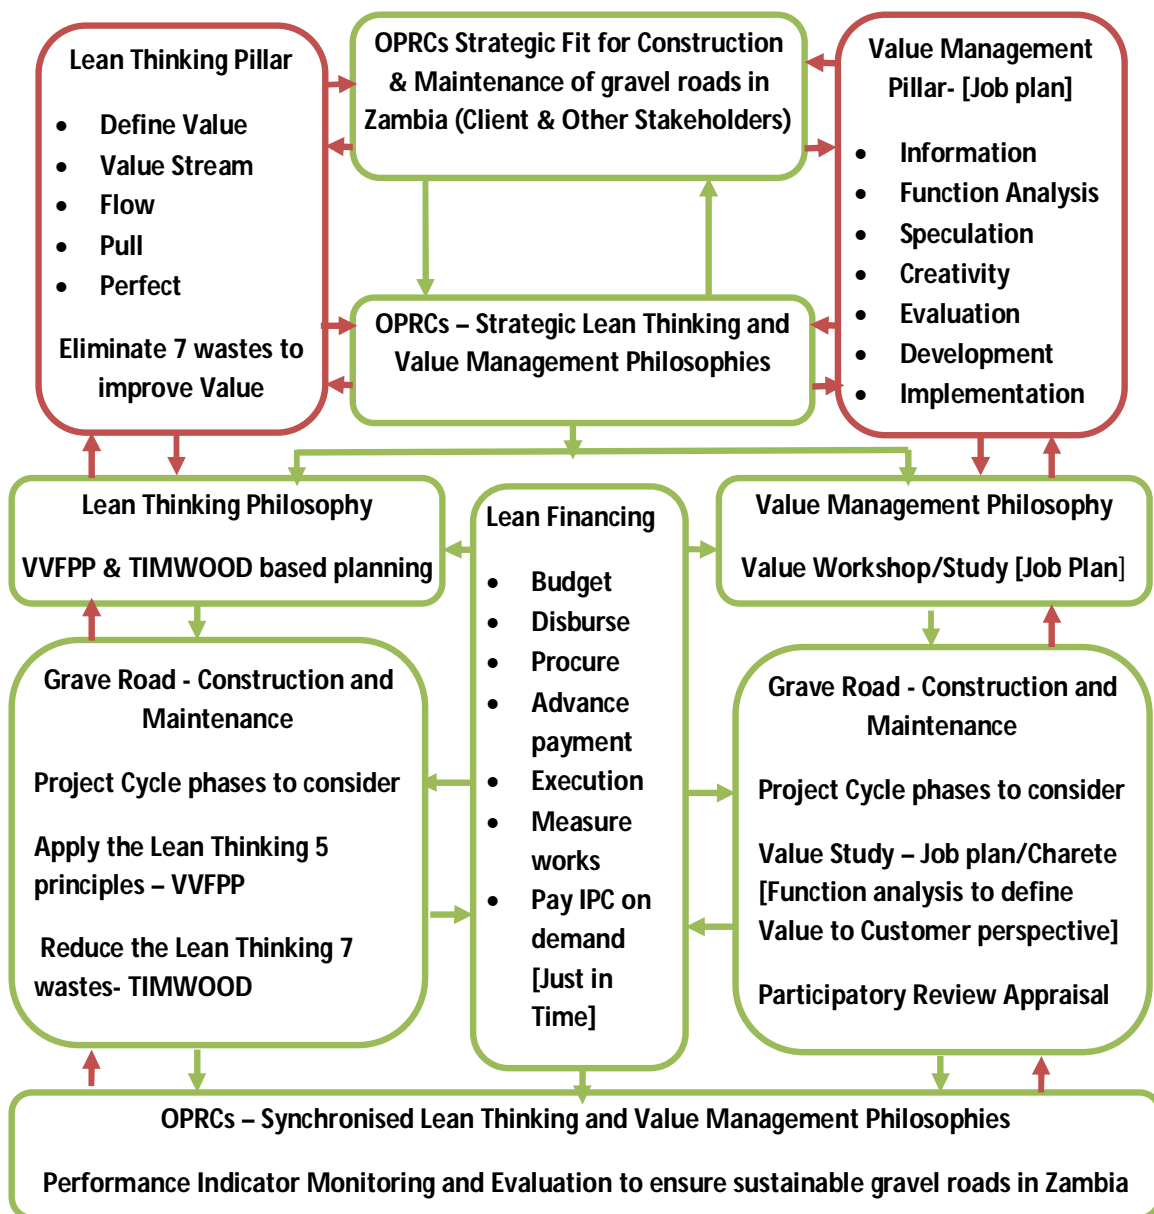 Lean Thinking Pillar
• Define Value
• Value Stream
• Flow
• Pull
• Perfect
Eliminate 7 wastes to
improve Value
OPRCs Strategic Fit for Construction
& Maintenance of gravel roads in
Zambia (Client & Other Stakeholders)
Value Management
Pillar- [Job plan]
• Information
• Function Analysis
• Speculation
• Creativity
• Evaluation
• Development
• Implementation
OPRCs – Strategic Lean Thinking and
Value Management Philosophies
Lean Thinking Philosophy
VVFPP & TIMWOOD based planning
Lean Financing
• Budget
• Disburse
• Procure
• Advance
payment
• Execution
• Measure
works
• Pay IPC on
demand
[Just in
Time]
Value Management Philosophy
Value Workshop/Study [Job Plan]
Grave Road - Construction and
Maintenance
Project Cycle phases to consider
Apply the Lean Thinking 5
principles – VVFPP
Reduce the Lean Thinking 7
wastes- TIMWOOD
Grave Road - Construction and
Maintenance
Project Cycle phases to consider
Value Study – Job plan/Charete
[Function analysis to define
Value to Customer perspective]
Participatory Review Appraisal
OPRCs – Synchronised Lean Thinking and Value Management Philosophies
Performance Indicator Monitoring and Evaluation to ensure sustainable gravel roads in Zambia